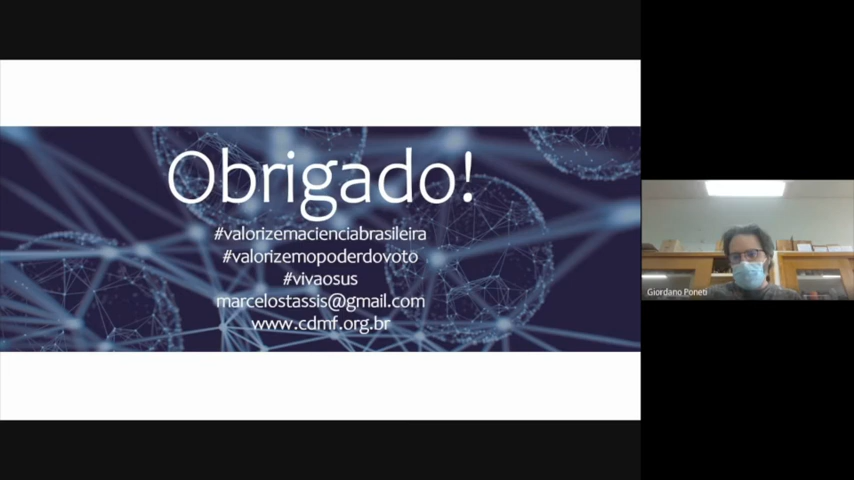 Obrigado!
#valorizemacienciabrasileira
#valorizemopoderdovoto
#vivaosus
marcelostassis@gmail.com
www.cdmf.org.br
Giordano Poneti